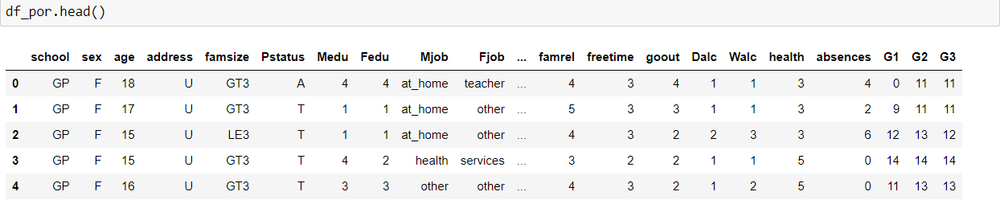 df_por.head()
school sex age address famsize Pstatus Medu Fedu Mjob Fjob ... famrel freetime goout Dalc Walc health absences G1 G2 G3
0 GP F 18 U GT3 A 4 4 at_home teacher ... 4 3 4 1 1 3 4 0 11 11
1 GP F 17 U GT3 T 1 1 at_home other ... 5 3 3 1 1 3 2 9 11 11
2 GP F 15 U LE3 T 1 1 at_home other ... 4 3 2 2 3 3 6 12 13 12
3 GP F 15 U GT3 T 4 2 health services ... 3 2 2 1 1 5 0 14 14 14
4 GP F 16 U GT3 T 3 3 other other ... 4 3 2 1 2 5 0 11 13 13